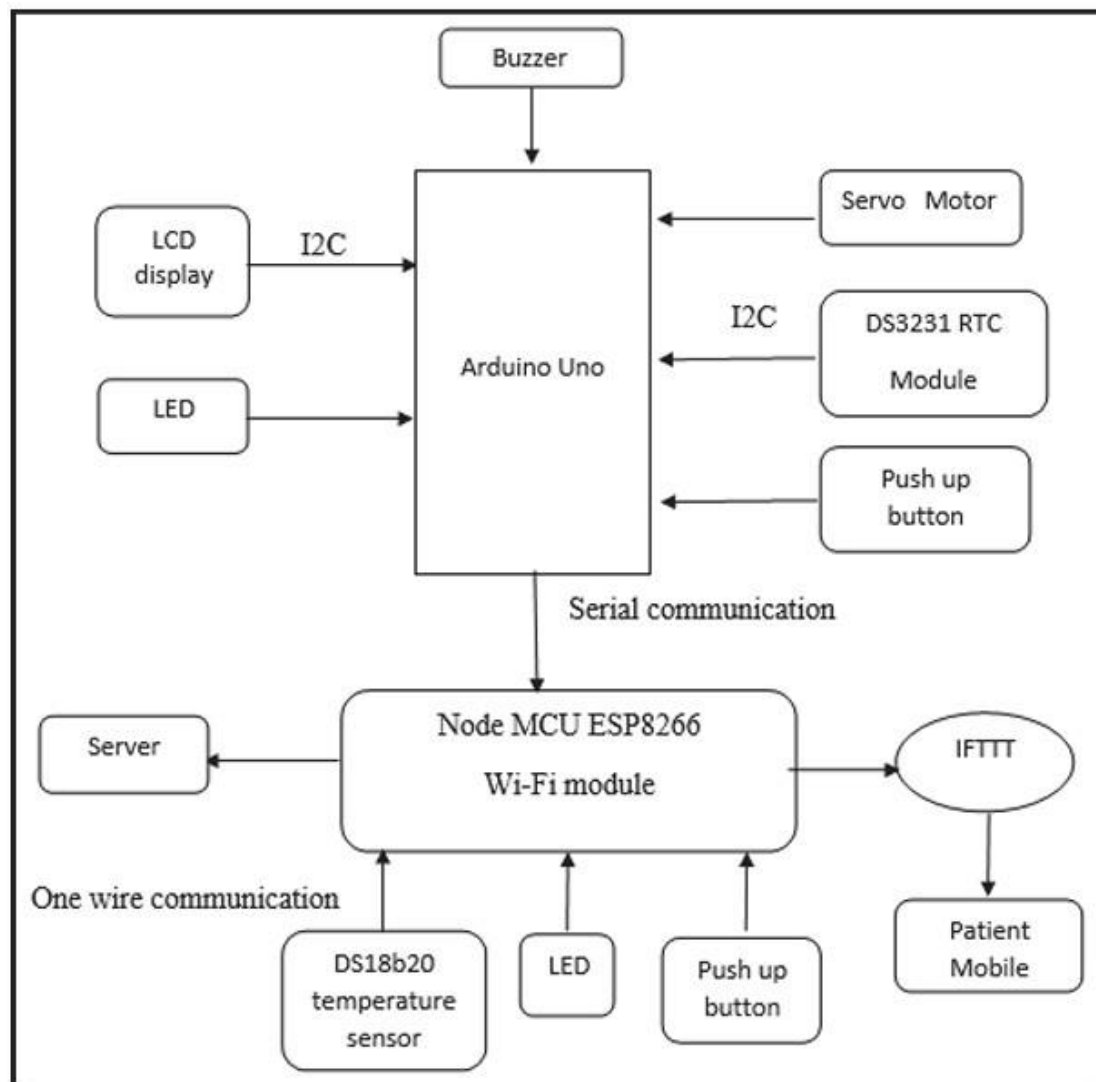 Buzzer
Servo Motor
LCD
display
I2C
I2C
DS3231 RTC
Module
Arduino Uno
LED
Push up
button
Serial communication
Node MCU ESP8266
Wi-Fi module
Server
IFTTT
One wire communication
Patient
Mobile
DS18b20
temperature
sensor
LED
Push up
button